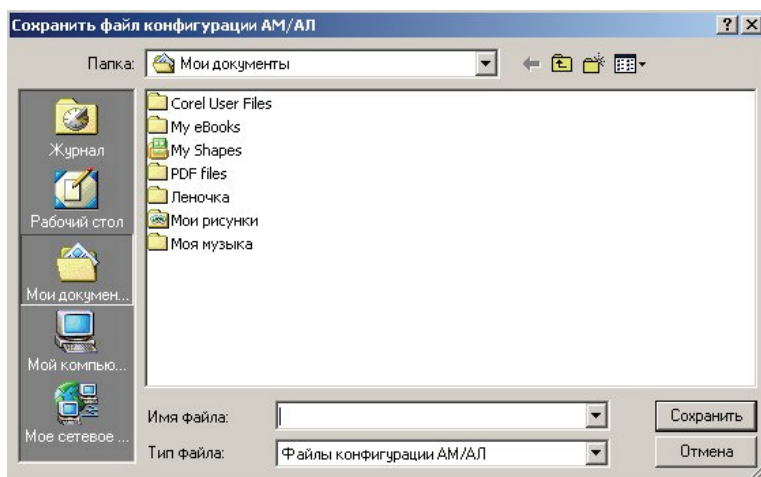 Сохранить файл конфигурации АМ/АЛ
Папка: Мои документы
Журнал
Рабочий стол
Мои докумен...
Мой компью...
Мое сетевое ...
Corel User Files
My eBooks
My Shapes
PDF files
Леночка
Мои рисунки
Моя музыка
Имя файла:
Сохранить
Тип файла: Файлы конфигурации АМ/АЛ
Отмена